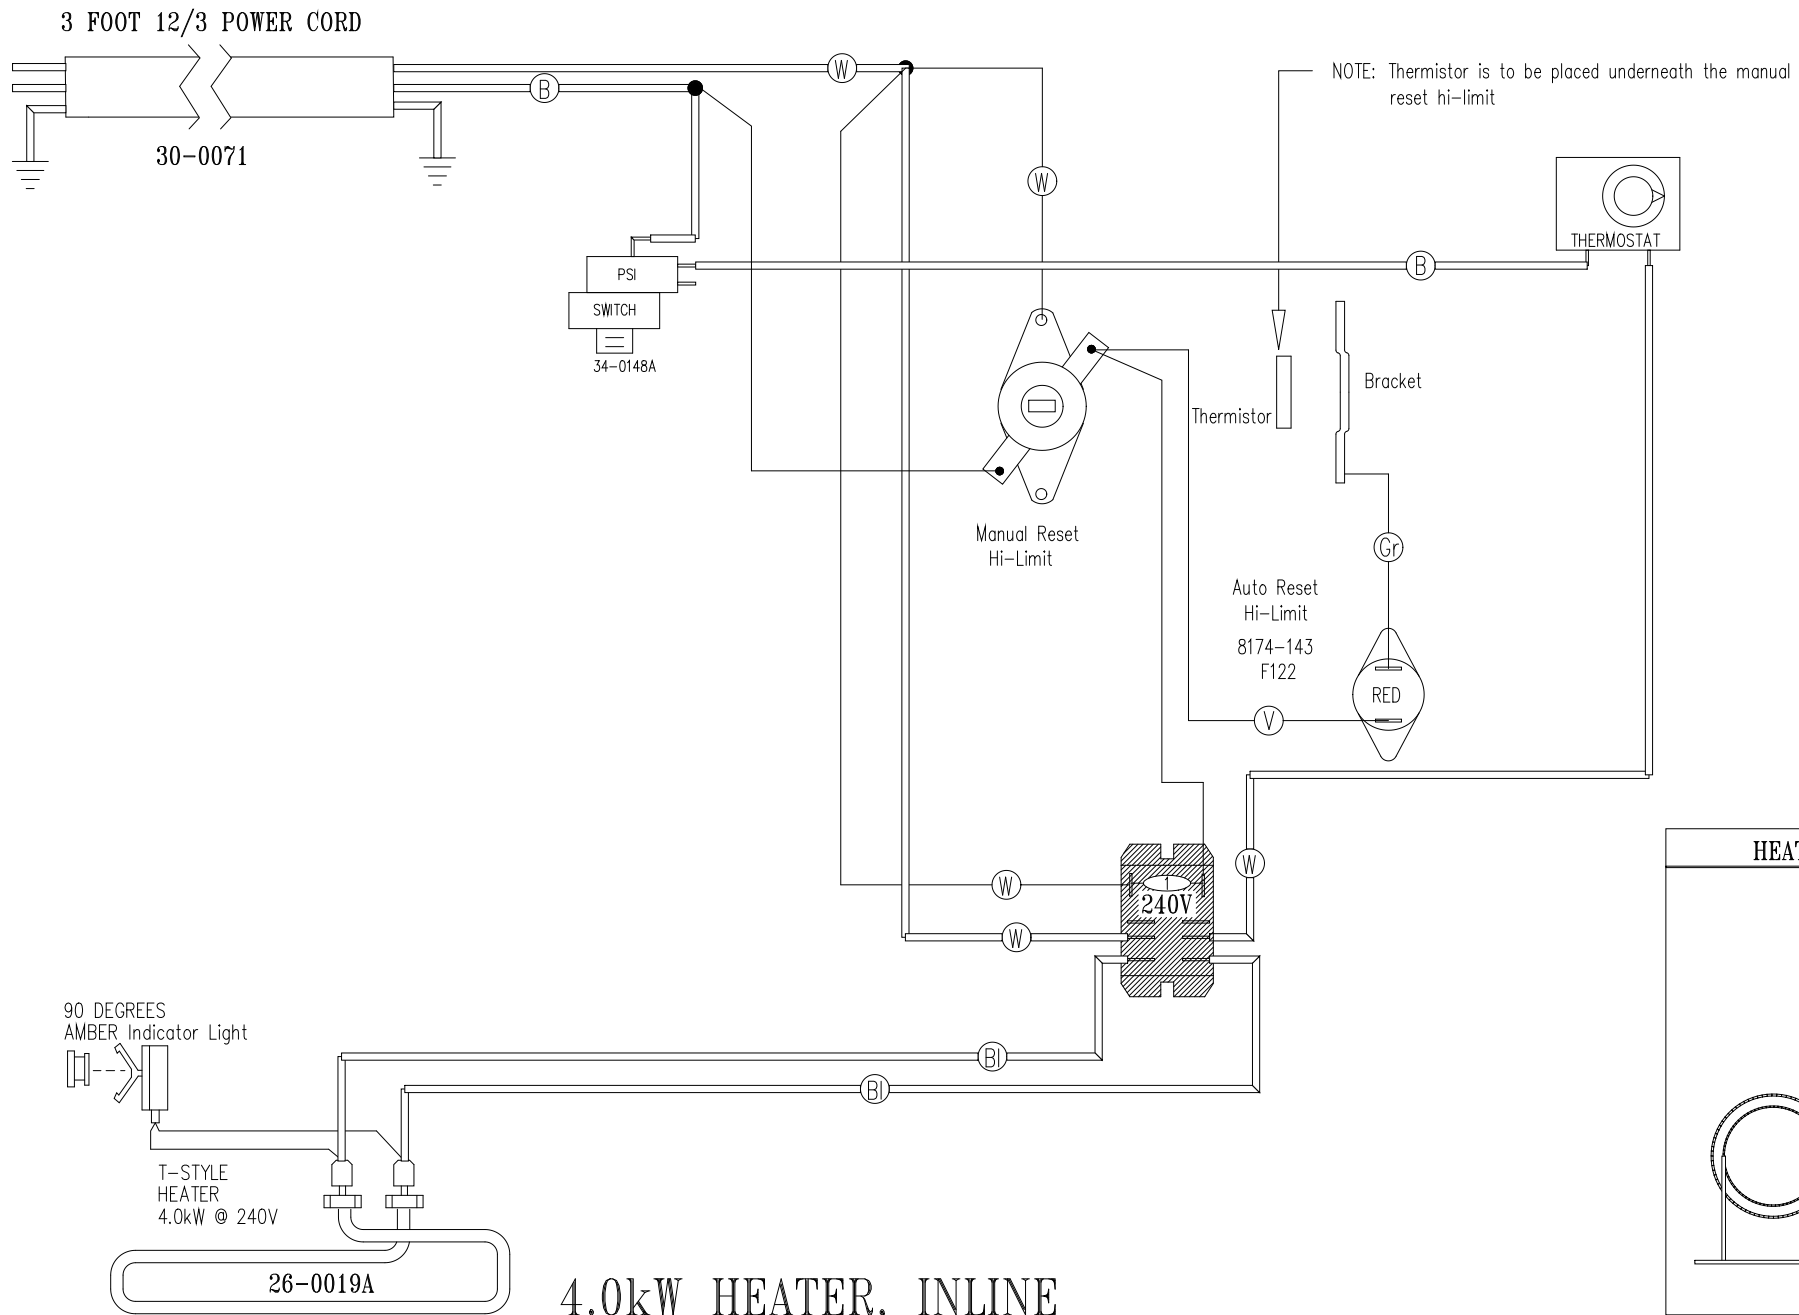 3 FOOT 12/3 POWER CORD
W
B
30-0071
NOTE: Thermistor is to be placed underneath the manual
reset hi-limit
W
THERMOSTAT
PSI
B
SWITCH
34-0148A
Bracket
Thermistor
Manual Reset
Hi-Limit
Gr
Auto Reset
Hi-Limit
8174-143
F122
RED
V
W
W
1
240V
W
90 DEGREES
AMBER Indicator Light
Bl
Bl
T-STYLE
HEATER
4.0kW @ 240V
26-0019A
4.0kW HEATER. INLINE